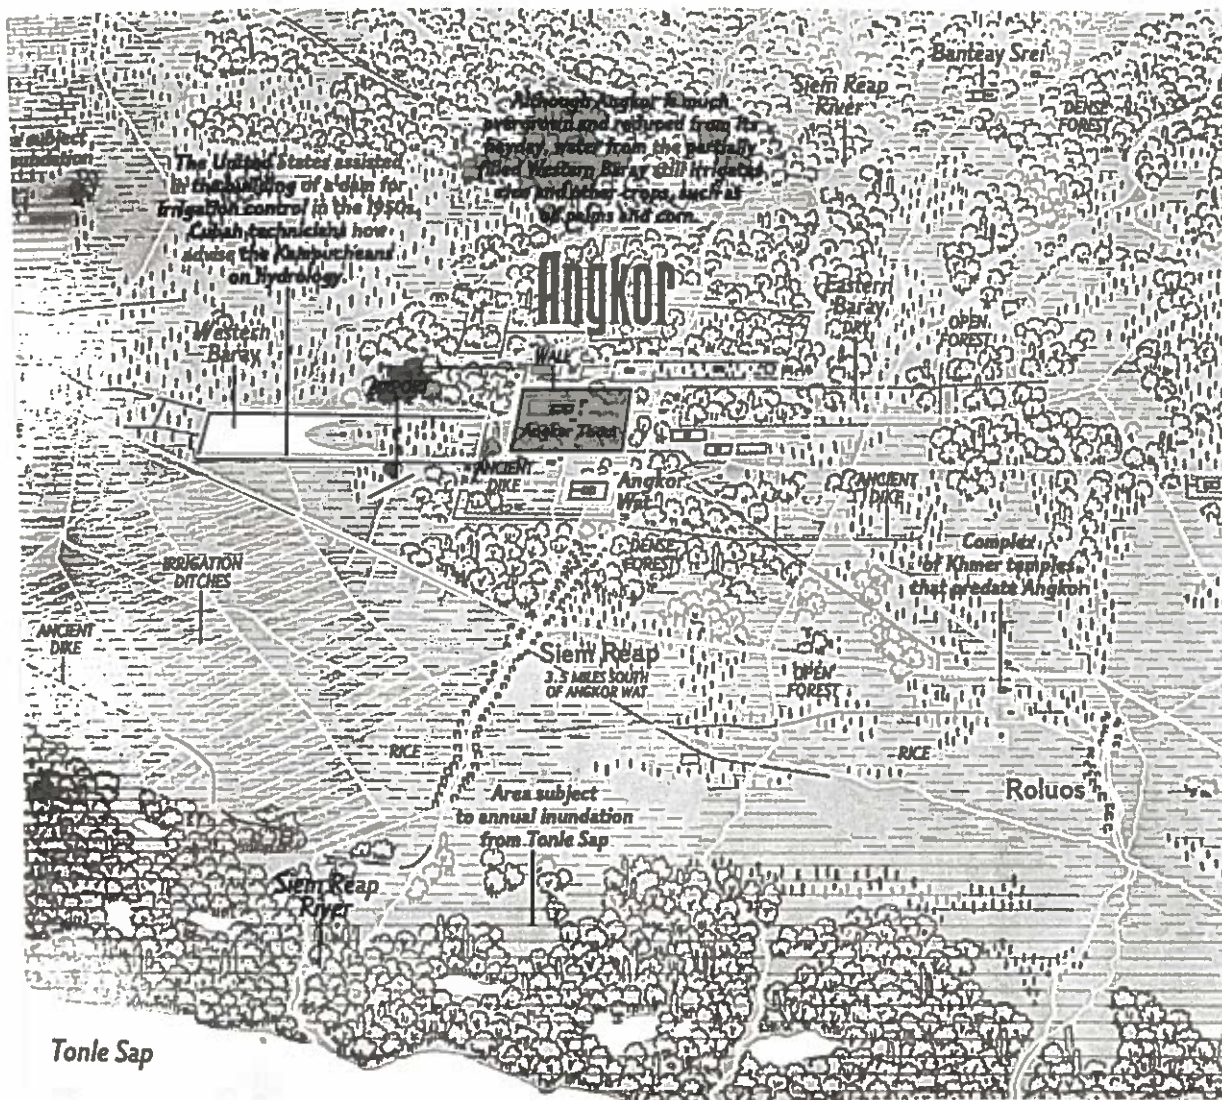 Banteay Srei
Siem Reap
River
DENSE
FOREST
Although Angkor is much
overgrown and reduced from its
heyday, water from the partially
filled Western Baray still irrigates
rice and other crops, such as
oil palms and corn.
subject
inundation
The United States assisted
in the building of a dam for
irrigation control in the 1950s.
Cuban technicians now
advise the Kampucheans
on hydrology.
Angkor
Eastern
Baray
DRY
OPEN
FOREST
Western
Baray
WALL
AIRPORT
Angkor Thom
ANCIENT
DIKE
Angkor
Wat
ANCIENT
DIKE
DENSE
FOREST
Complex
of Khmer temples
that predate Angkor
IRRIGATION
DITCHES
ANCIENT
DIKE
Siem Reap
3.5 MILES SOUTH
OF ANGKOR WAT
OPEN
FOREST
RICE
RICE
Roluos
Area subject
to annual inundation
from Tonle Sap
Siem Reap
River
Tonle Sap